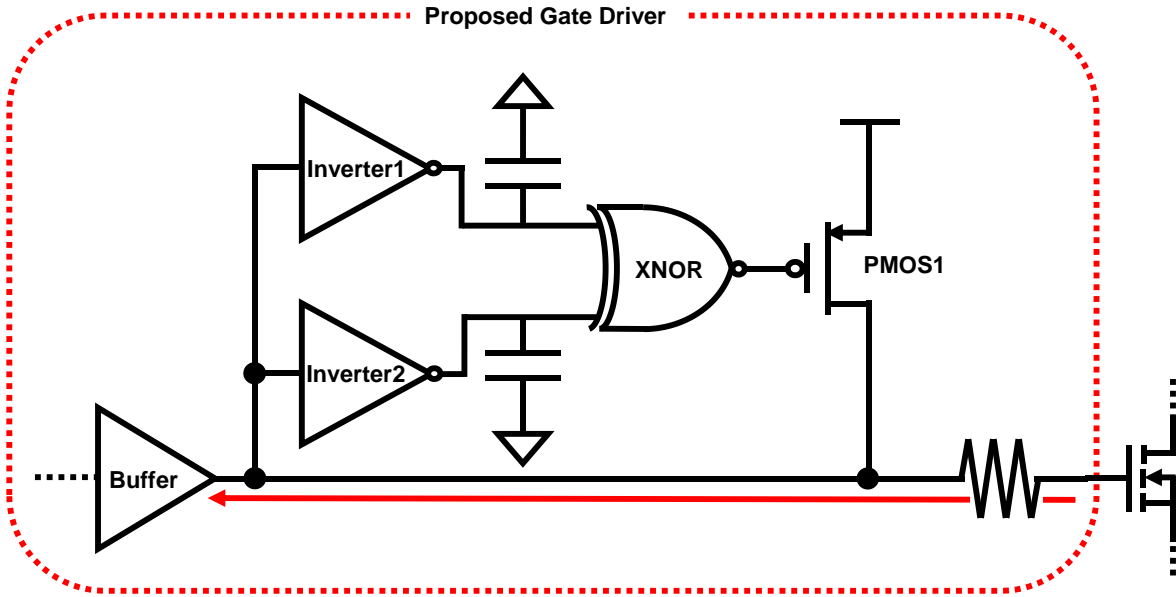 Proposed Gate Driver
Inverter1
XNOR
PMOS1
Inverter2
Buffer